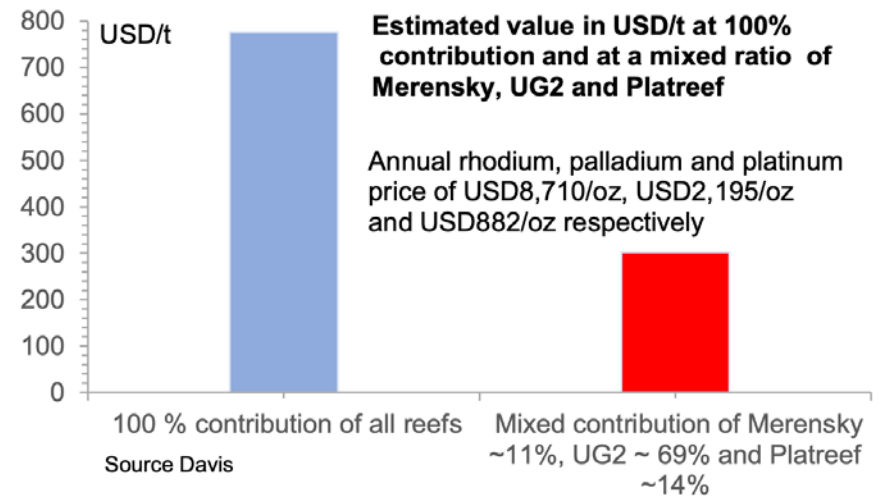 800
700
600
500
400
300
200
100
0
USD/t
Estimated value in USD/t at 100%
contribution and at a mixed ratio of
Merensky, UG2 and Platreef
Annual rhodium, palladium and platinum
price of USD8,710/oz, USD2,195/oz
and USD882/oz respectively
100 % contribution of all reefs
Mixed contribution of Merensky
~11%, UG2 ~ 69% and Platreef
~14%
Source Davis